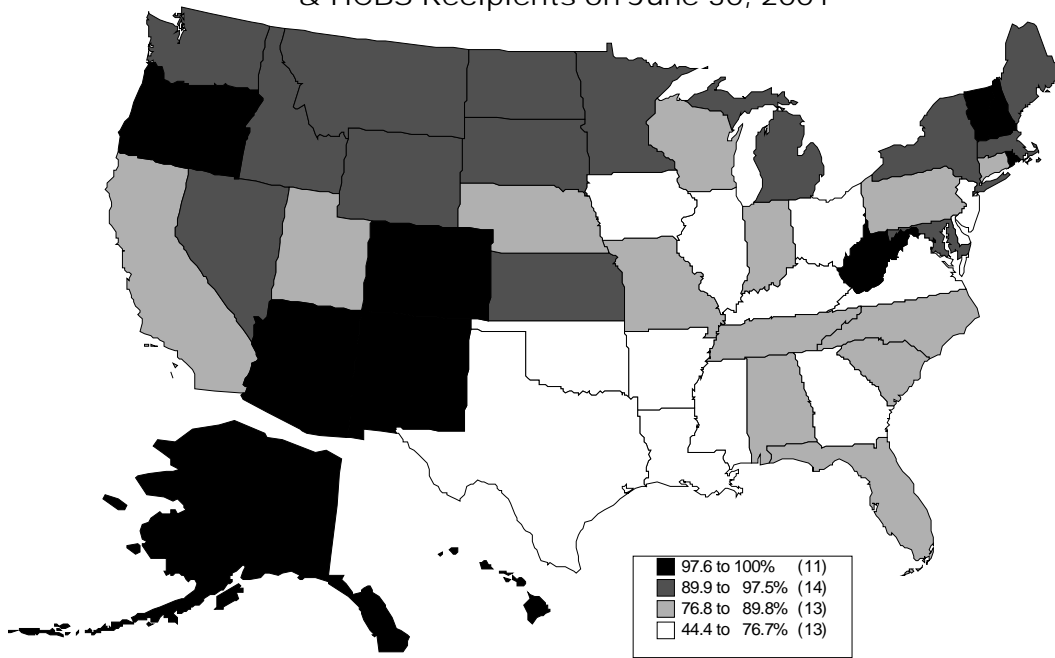 & HCBS Recipients on June 30, 2001
97.6 to 100% (11)
89.9 to 97.5% (14)
76.8 to 89.8% (13)
44.4 to 76.7% (13)